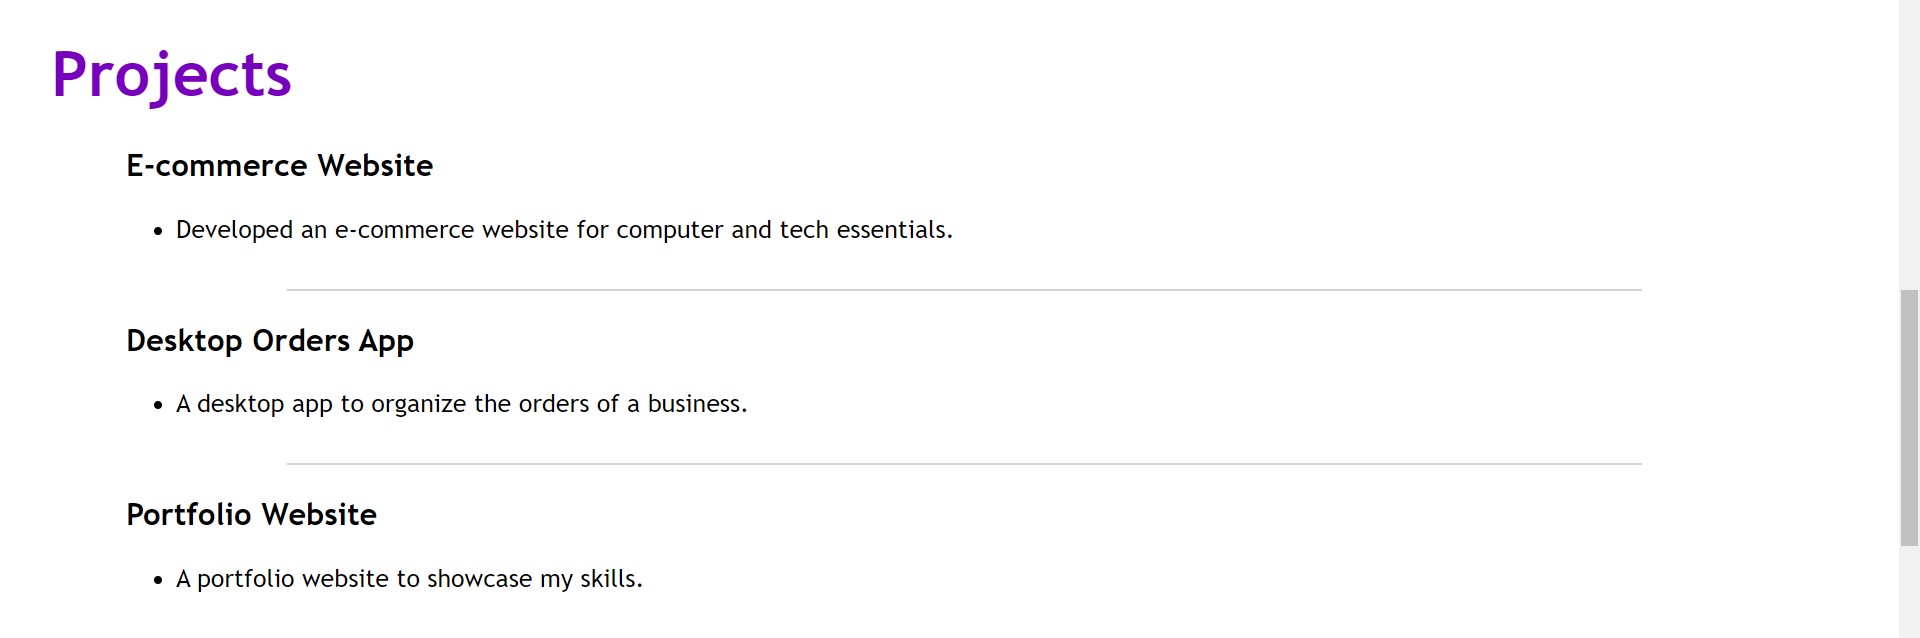 Projects
E-commerce Website
• Developed an e-commerce website for computer and tech essentials.
Desktop Orders App
• A desktop app to organize the orders of a business.
Portfolio Website
• A portfolio website to showcase my skills.